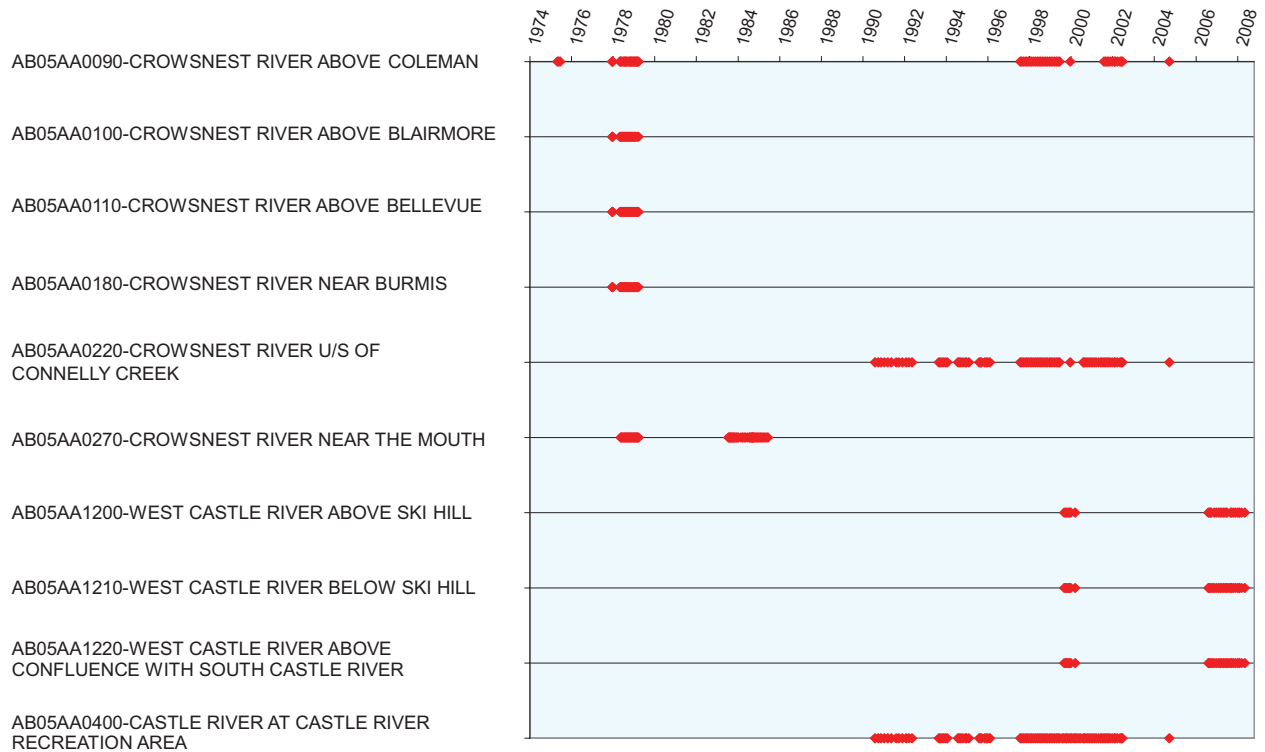 1974 1976 1978 1980 1982 1984 1986 1988 1990 1992 1994 1996 1998 2000 2002 2004 2006 2008
AB05AA0090-CROWSNEST RIVER ABOVE COLEMAN
AB05AA0100-CROWSNEST RIVER ABOVE BLAIRMORE
AB05AA0110-CROWSNEST RIVER ABOVE BELLEVUE
AB05AA0180-CROWSNEST RIVER NEAR BURMIS
AB05AA0220-CROWSNEST RIVER U/S OF
CONNELLY CREEK
AB05AA0270-CROWSNEST RIVER NEAR THE MOUTH
AB05AA1200-WEST CASTLE RIVER ABOVE SKI HILL
AB05AA1210-WEST CASTLE RIVER BELOW SKI HILL
AB05AA1220-WEST CASTLE RIVER ABOVE
CONFLUENCE WITH SOUTH CASTLE RIVER
AB05AA0400-CASTLE RIVER AT CASTLE RIVER
RECREATION AREA